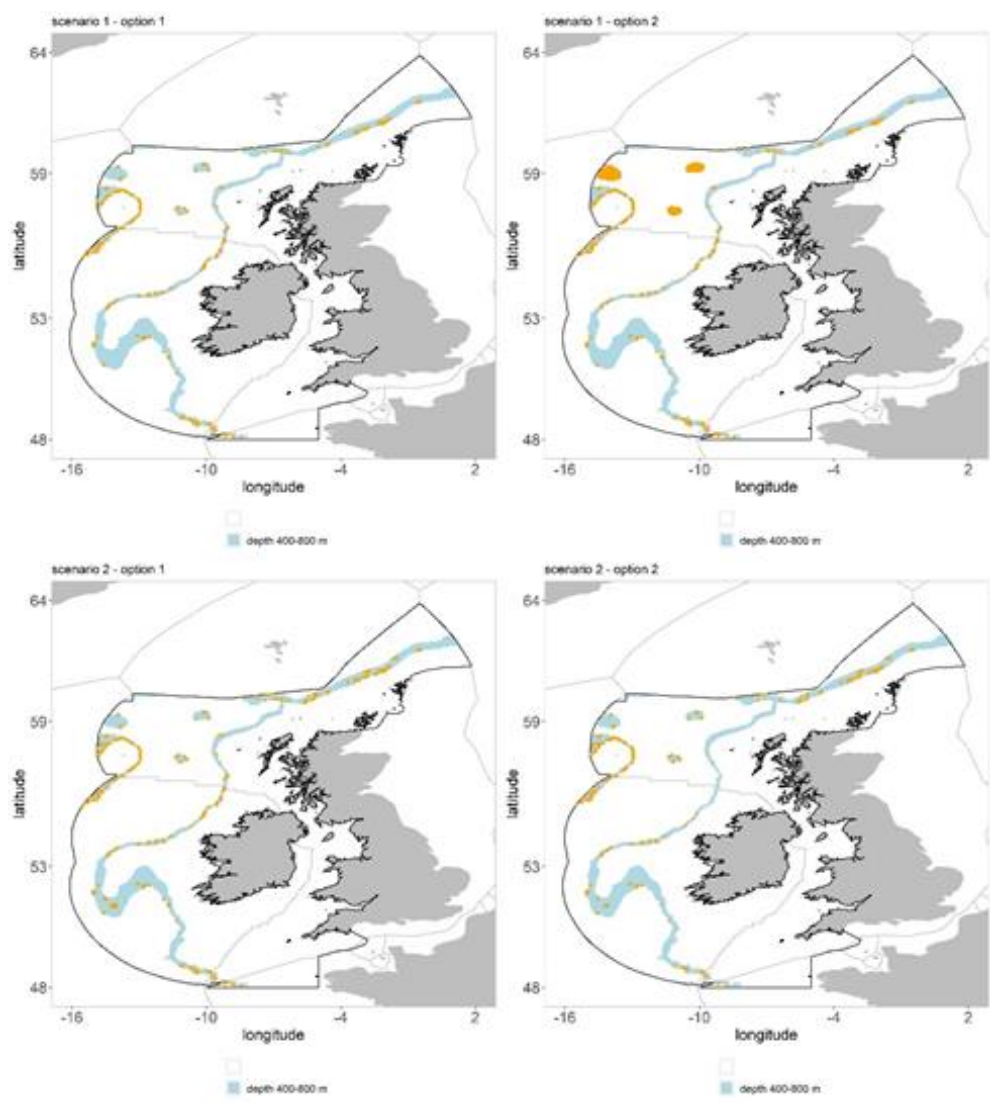 scenario 1 - option 1
64
59
53
48
latitude
-16
-10
-4
2
longitude
depth 400-800 m
scenario 1 - option 2
64
59
53
48
latitude
-16
-10
-4
2
longitude
depth 400-800 m
scenario 2 - option 1
64
59
53
48
latitude
-16
-10
-4
2
longitude
depth 400-800 m
scenario 2 - option 2
64
59
53
48
latitude
-16
-10
-4
2
longitude
depth 400-800 m